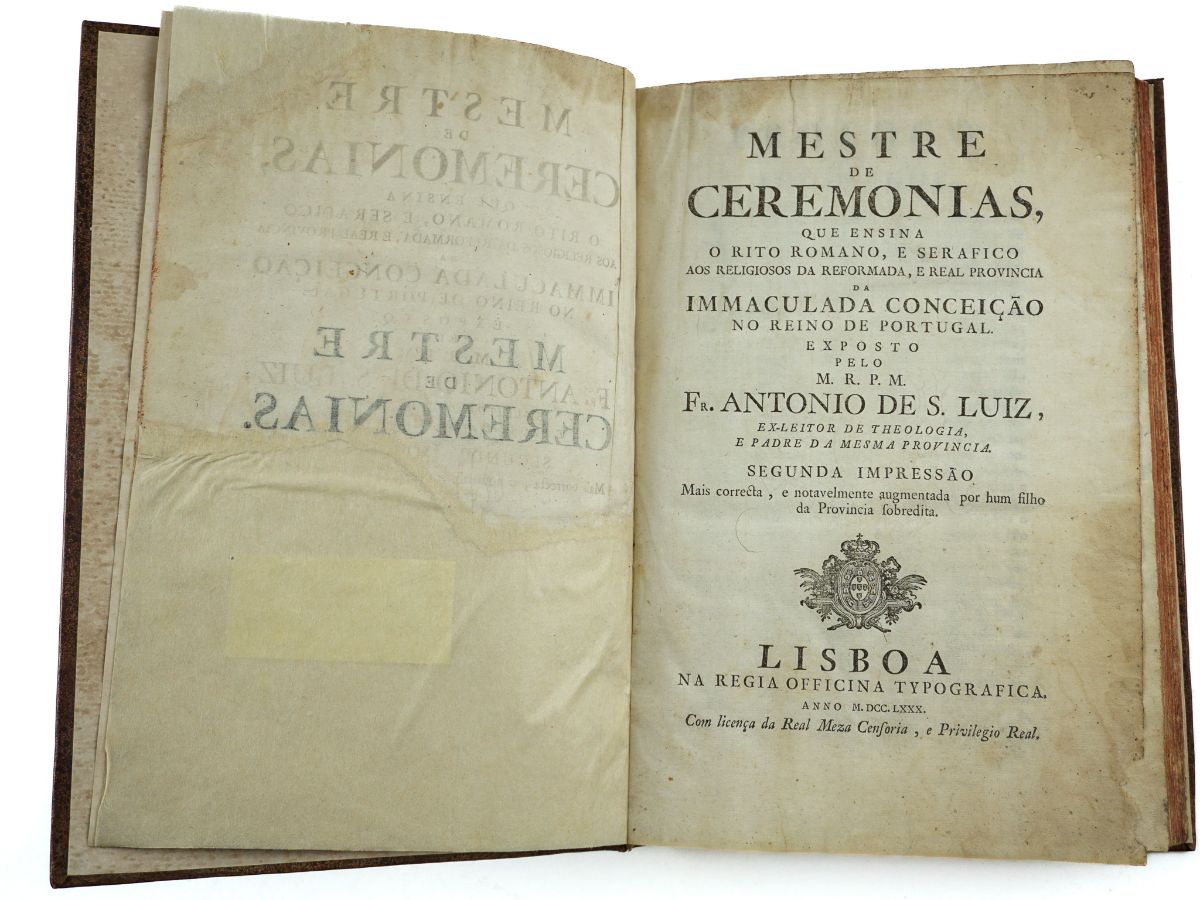 MESTRE
DE
CEREMONIAS.
MESTRE
DE
CEREMONIAS,
QUE ENSINA
O RITO ROMANO, E SERAFICO
AOS RELIGIOSOS DA REFORMADA, E REAL PROVINCIA
DA
IMMACULADA CONCEIÇÃO
NO REINO DE PORTUGAL.
EXPOSTO
PELO
M. R. P. M.
Fr. ANTONIO DE S. LUIZ,
EX-LEITOR DE THEOLOGIA,
E PADRE DA MESMA PROVINCIA.
SEGUNDA IMPRESSÃO
Mais correcta, e notavelmente augmentada por hum filho
da Provincia ſobredita.
LISBOA
NA REGIA OFFICINA TYPOGRAFICA.
ANNO M.DCC.LXXX.
Com licença da Real Meza Cenſoria, e Privilegio Real.